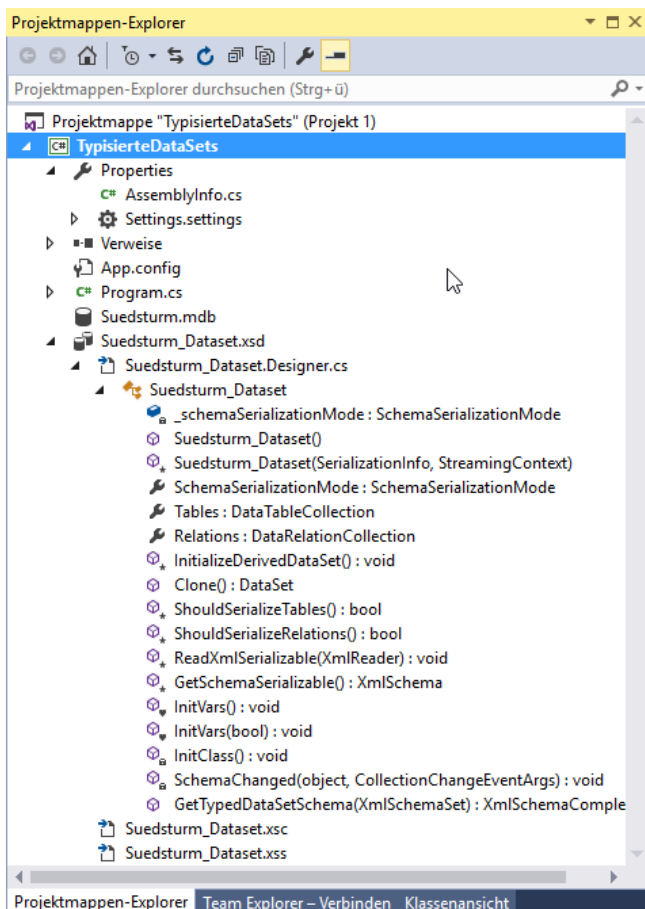 Projektmappen-Explorer
Projektmappen-Explorer durchsuchen (Strg+ü)
Projektmappe "TypisierteDataSets" (Projekt 1)
C# TypisierteDataSets
Properties
C# AssemblyInfo.cs
Settings.settings
Verweise
App.config
C# Program.cs
Suedsturm.mdb
Suedsturm_Dataset.xsd
Suedsturm_Dataset.Designer.cs
Suedsturm_Dataset
_schemaSerializationMode : SchemaSerializationMode
Suedsturm_Dataset()
Suedsturm_Dataset(SerializationInfo, StreamingContext)
SchemaSerializationMode : SchemaSerializationMode
Tables : DataTableCollection
Relations : DataRelationCollection
InitializeDerivedDataSet() : void
Clone() : DataSet
ShouldSerializeTables() : bool
ShouldSerializeRelations() : bool
ReadXmlSerializable(XmlReader) : void
GetSchemaSerializable() : XmlSchema
InitVars() : void
InitVars(bool) : void
InitClass() : void
SchemaChanged(object, CollectionChangeEventArgs) : void
GetTypedDataSetSchema(XmlSchemaSet) : XmlSchemaComple
Suedsturm_Dataset.xsc
Suedsturm_Dataset.xss
Projektmappen-Explorer Team Explorer – Verbinden Klassenansicht